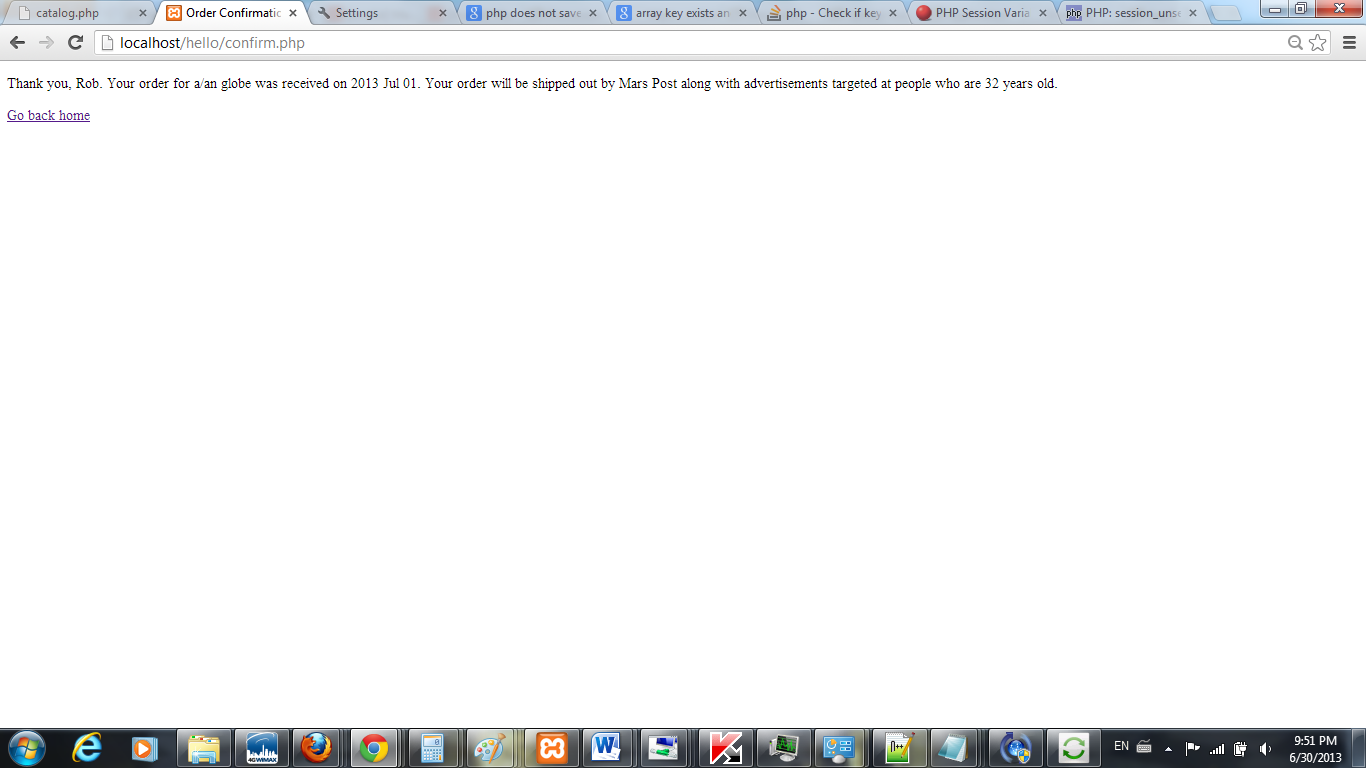 catalog.php
Order Confirmatic
Settings
php does not save
array key exists an
php - Check if key
PHP Session Varia
php
PHP: session_unse
localhost/hello/confirm.php
Thank you, Rob. Your order for a/an globe was received on 2013 Jul 01. Your order will be shipped out by Mars Post along with advertisements targeted at people who are 32 years old.
Go back home
4GWIMAX
EN
9:51 PM
6/30/2013